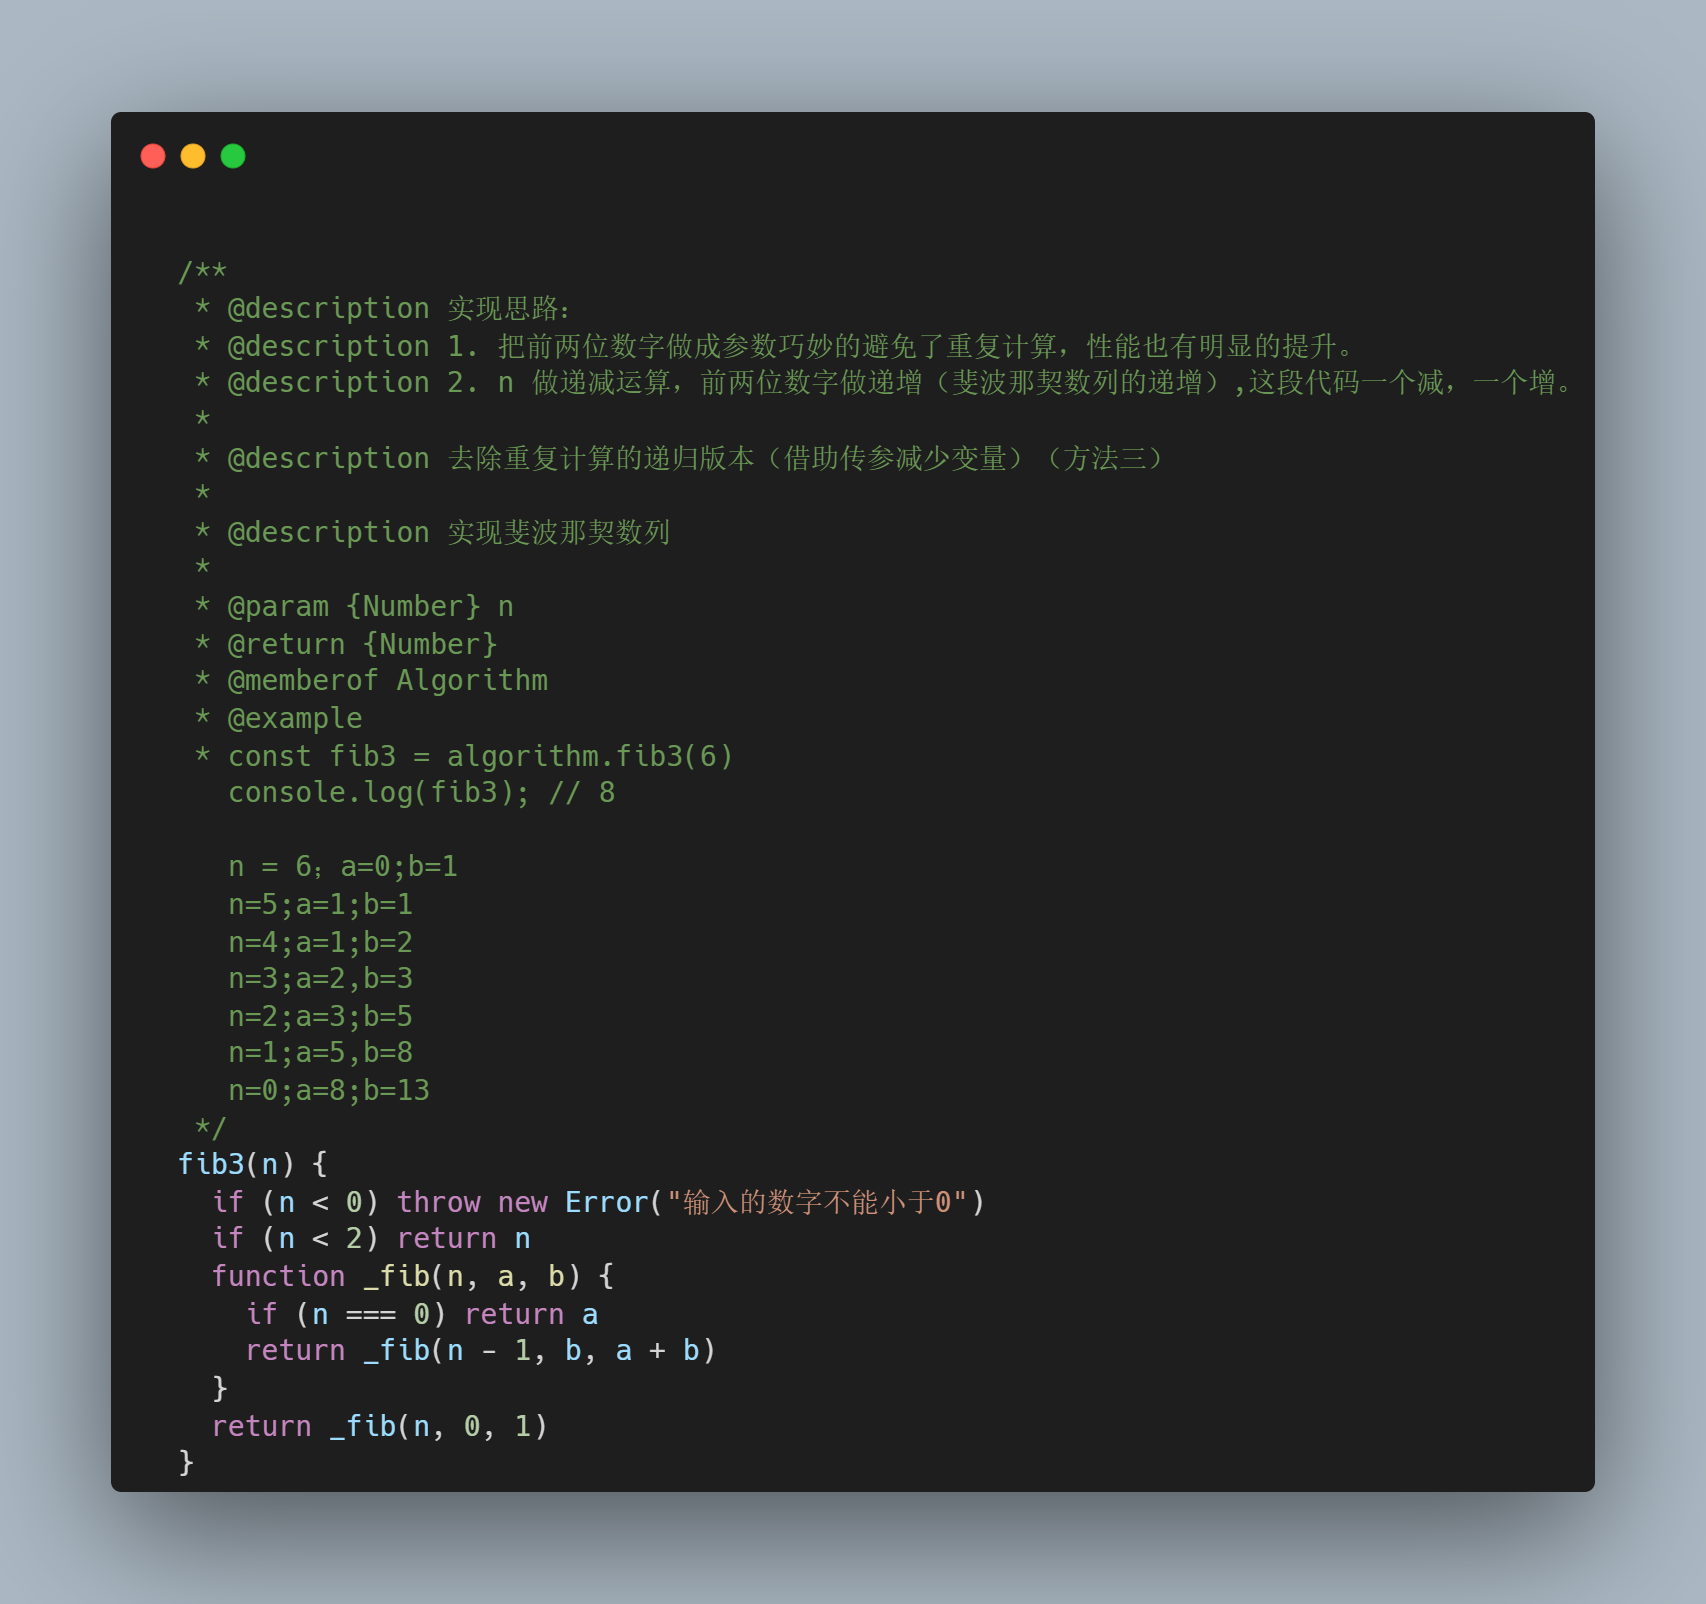 /**
 * @description 实现思路：
 * @description 1. 把前两位数字做成参数巧妙的避免了重复计算，性能也有明显的提升。
 * @description 2. n 做递减运算，前两位数字做递增（斐波那契数列的递增）,这段代码一个减，一个增。
 *
 * @description 去除重复计算的递归版本（借助传参减少变量）（方法三）
 *
 * @description 实现斐波那契数列
 *
 * @param {Number} n
 * @return {Number}
 * @memberof Algorithm
 * @example
 * const fib3 = algorithm.fib3(6)
   console.log(fib3); // 8

   n = 6；a=0;b=1
   n=5;a=1;b=1
   n=4;a=1;b=2
   n=3;a=2,b=3
   n=2;a=3;b=5
   n=1;a=5,b=8
   n=0;a=8;b=13
 */
fib3(n) {
  if (n < 0) throw new Error("输入的数字不能小于0")
  if (n < 2) return n
  function _fib(n, a, b) {
    if (n === 0) return a
    return _fib(n - 1, b, a + b)
  }
  return _fib(n, 0, 1)
}